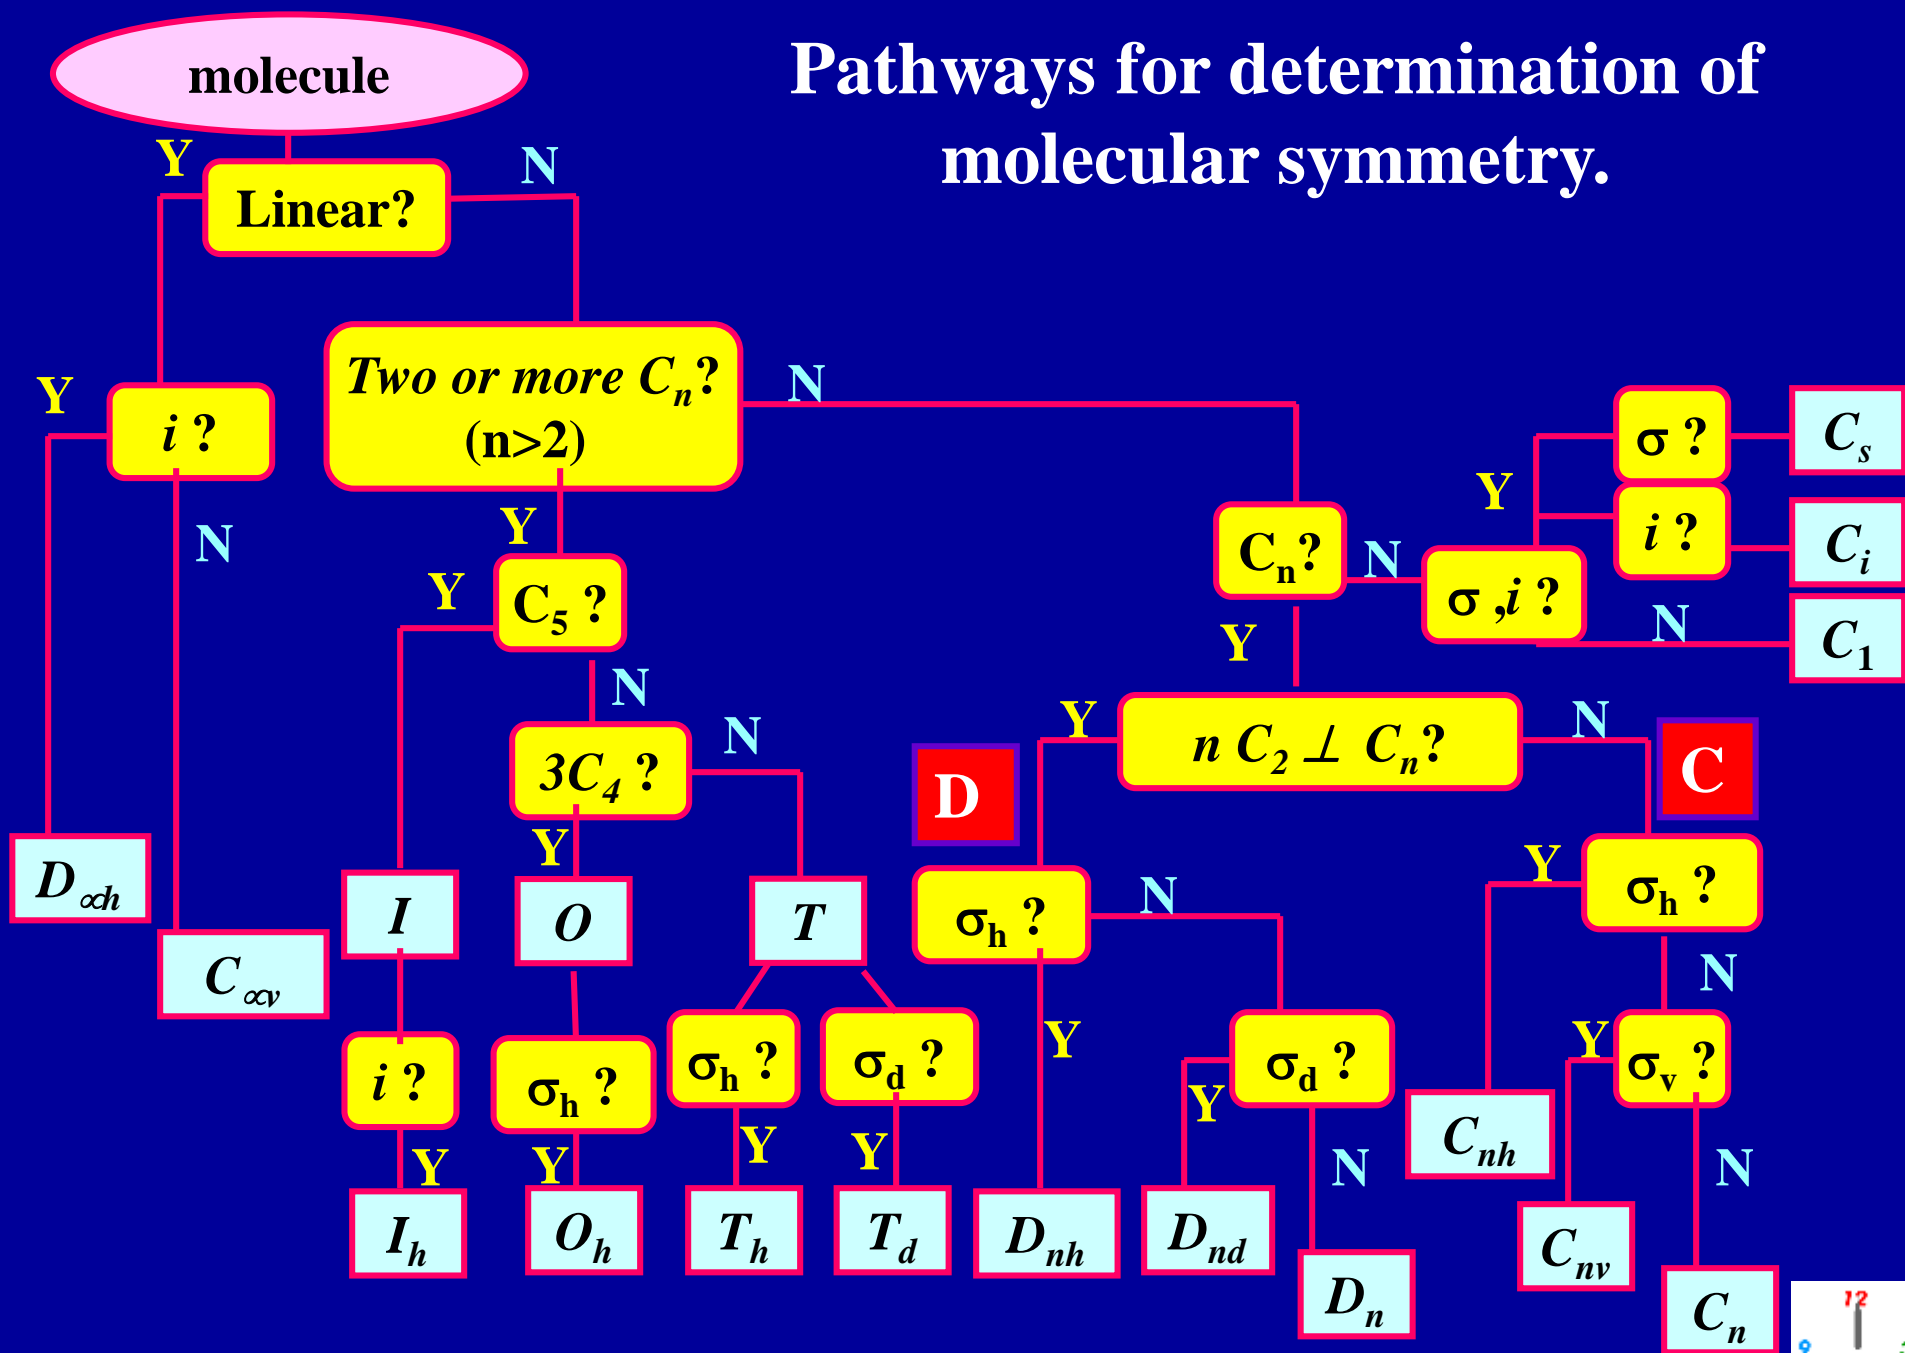 Pathways for determination of
molecular symmetry.
molecule
Y
N
Linear?
Two or more Cₙ?
(n>2)
N
Y
i ?
σ ?
Cₛ
Y
i ?
Cᵢ
N
Y
Cₙ?
N
σ ,i ?
N
C₁
Y
C₅ ?
Y
N
3C₄ ?
N
Y
n C₂ ⊥ Cₙ?
N
D
C
Y
D∝h
I
O
T
σh ?
N
Y
σh ?
C∝v
N
i ?
σh ?
σh ?
σd ?
Y
σd ?
Y
σv ?
Y
Cnh
Y
Y
Y
Y
N
N
Ih
Oh
Th
Td
Dnh
Dnd
Cnv
Dn
Cn
12
9